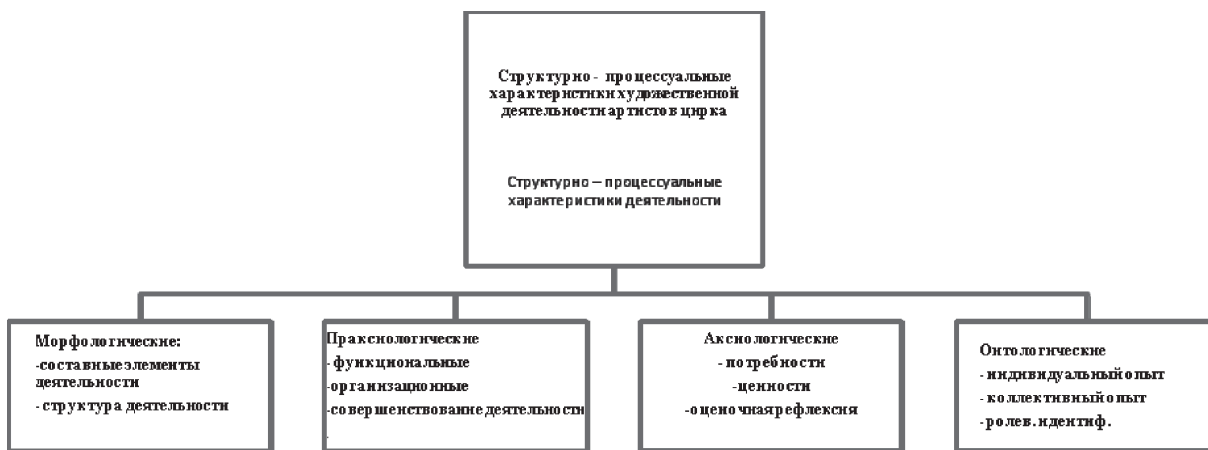 Структурно - процессуальные
характеристики художественной
деятельности артистов цирка
Структурно – процессуальные
характеристики деятельности
Морфологические:
-составные элементы
деятельности
- структура деятельности
Праксиологические
- функциональные
-организационные
-совершенствование деятельности
.
Аксиологические
- потребности
-ценности
-оценочная рефлексия
Онтологические
- индивидуальный опыт
- коллективный опыт
- ролев. идентиф.